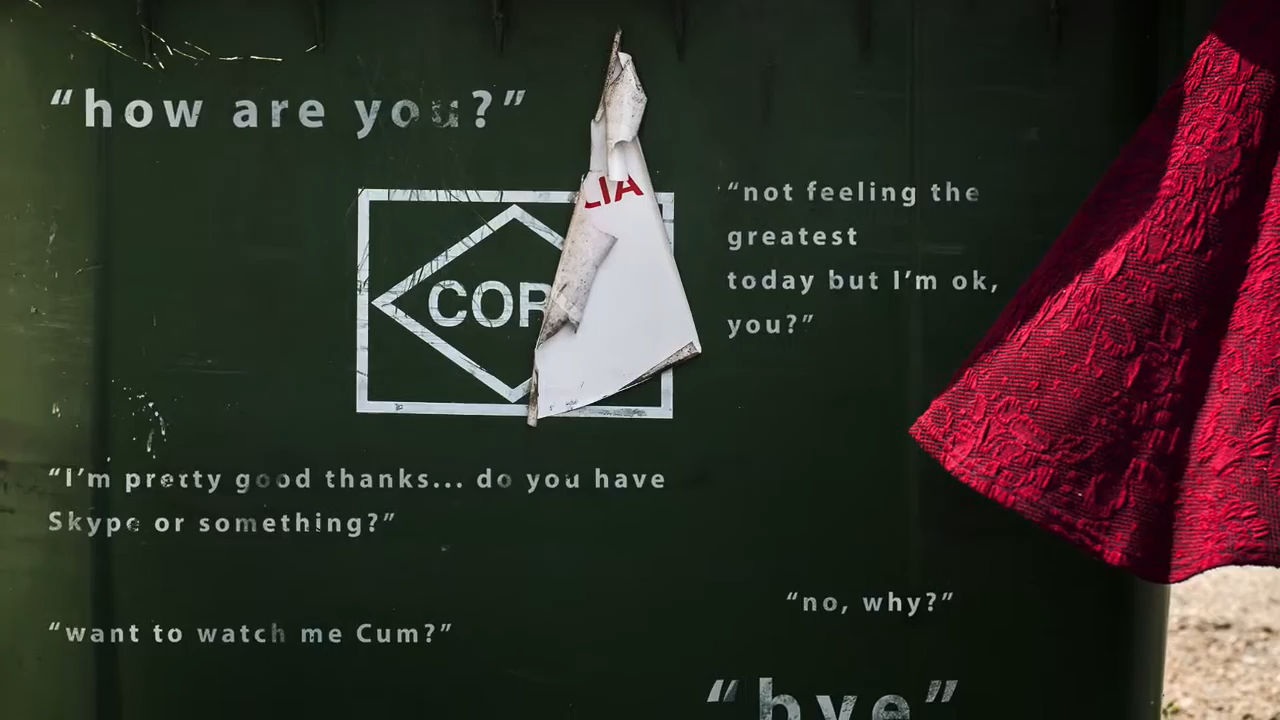 “how are you?”
LIA
COR
“not feeling the
greatest
today but I’m ok,
you?”
“I’m pretty good thanks... do you have
Skype or something?”
“no, why?”
“want to watch me Cum?”
“bye”